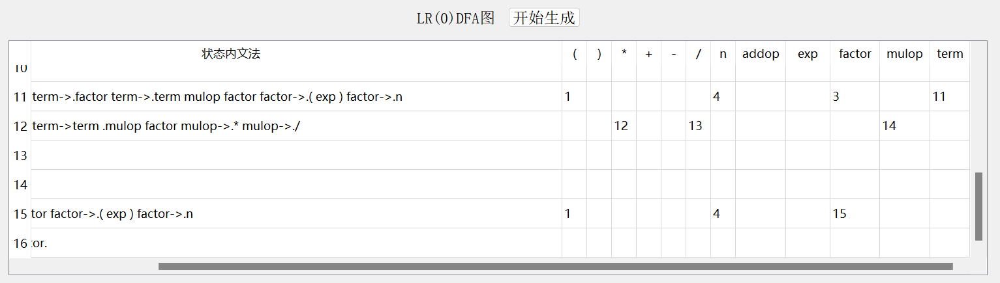 LR(0)DFA图 开始生成
状态内文法 ( ) * + - / n addop exp factor mulop term
10
11 term->.factor term->.term mulop factor factor->.( exp ) factor->.n 1 4 3 11
12 term->term .mulop factor mulop->.* mulop->./ 12 13 14
13
14
15 tor factor->.( exp ) factor->.n 1 4 15
16 tor.